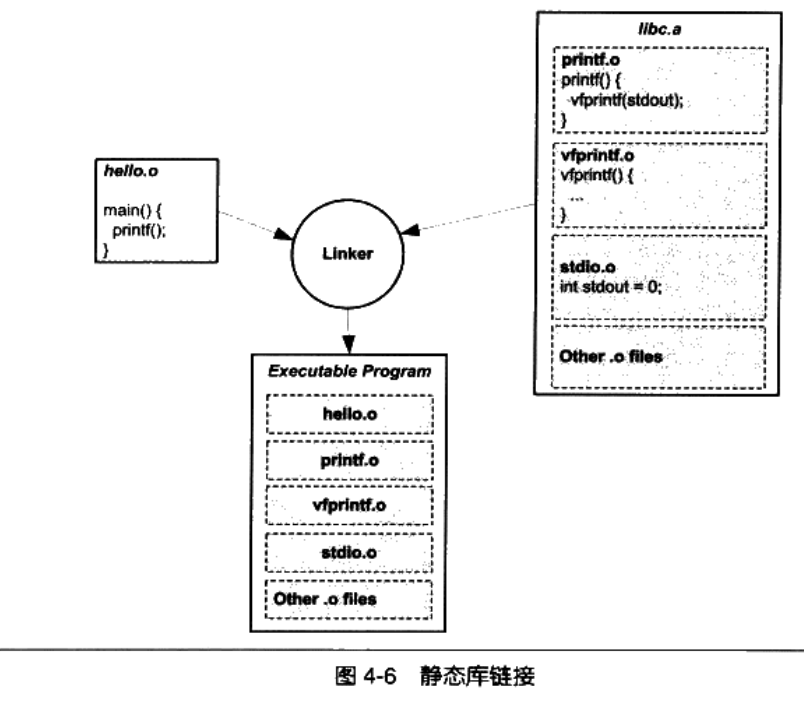 libc.a
printf.o
printf() {
vfprintf(stdout);
}
vfprintf.o
vfprintf() {
...
}
stdio.o
int stdout = 0;
Other .o files
hello.o
main() {
printf();
}
Linker
Executable Program
hello.o
printf.o
vfprintf.o
stdio.o
Other .o files
图 4-6 静态库链接